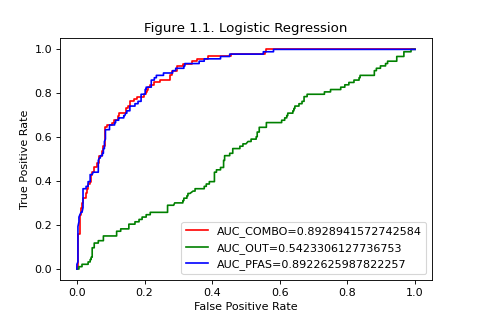 Figure 1.1. Logistic Regression
True Positive Rate
1.0
0.8
0.6
0.4
0.2
0.0
AUC_COMBO=0.8928941572742584
AUC_OUT=0.5423306127736753
AUC_PFAS=0.8922625987822257
0.0 0.2 0.4 0.6 0.8 1.0
False Positive Rate